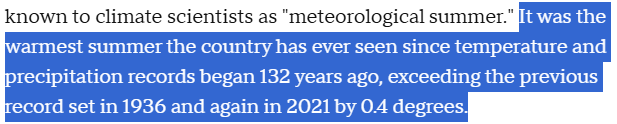 known to climate scientists as "meteorological summer." It was the
warmest summer the country has ever seen since temperature and
precipitation records began 132 years ago, exceeding the previous
record set in 1936 and again in 2021 by 0.4 degrees.